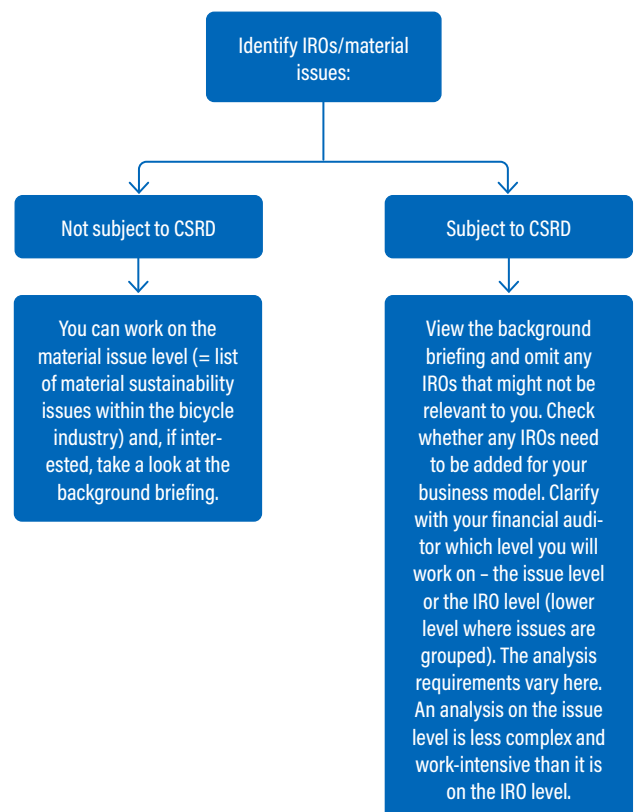 Identify IROs/material
issues:
Not subject to CSRD
Subject to CSRD
You can work on the
material issue level (= list
of material sustainability
issues within the bicycle
industry) and, if inter-
ested, take a look at the
background briefing.
View the background
briefing and omit any
IROs that might not be
relevant to you. Check
whether any IROs need
to be added for your
business model. Clarify
with your financial audi-
tor which level you will
work on – the issue level
or the IRO level (lower
level where issues are
grouped). The analysis
requirements vary here.
An analysis on the issue
level is less complex and
work-intensive than it is
on the IRO level.